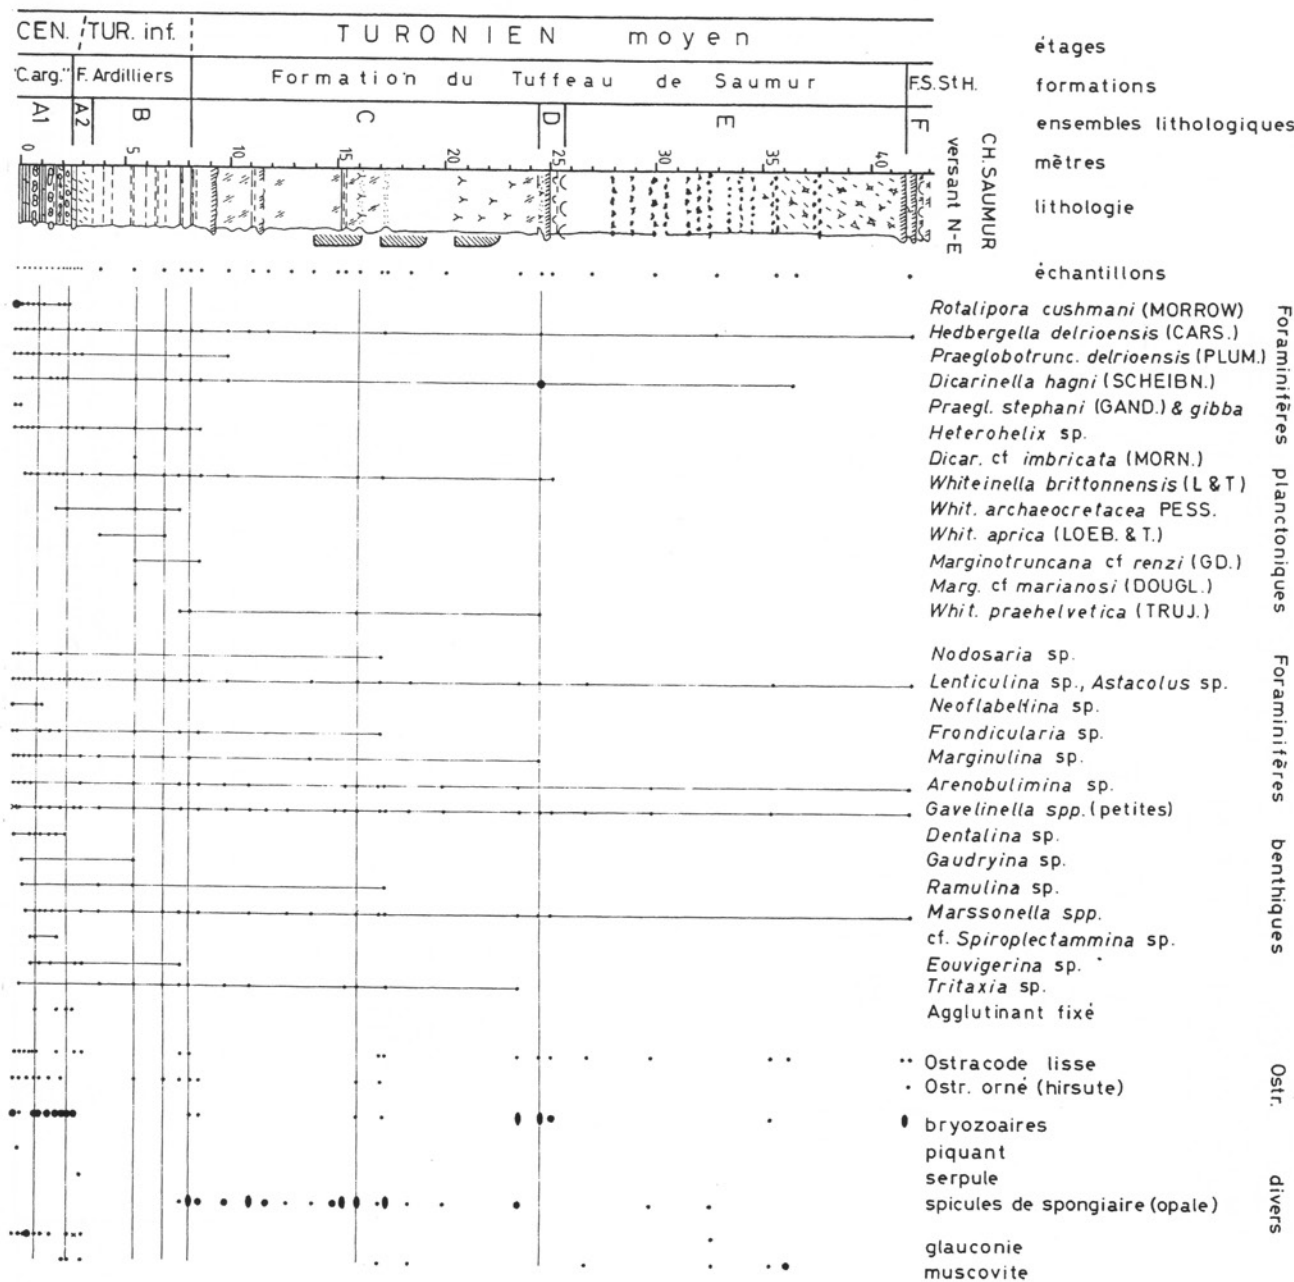 CEN. TUR. inf. TURONIEN moyen étages
"Carg." F. Ardilliers Formation du Tuffeau de Saumur F.S.St H. formations
A1 A2 B C D E F ensembles lithologiques
0 5 10 15 20 25 30 35 40 mètres
lithologie
CH. SAUMUR
versant N-E
échantillons
Foraminifères planctoniques
Rotalipora cushmani (MORROW)
Hedbergella delrioensis (CARS.)
Praeglobotrunc. delrioensis (PLUM.)
Dicarinella hagni (SCHEIBN.)
Praegl. stephani (GAND.) & gibba
Heterohelix sp.
Dicar. cf imbricata (MORN.)
Whiteinella brittonnensis (L & T)
Whit. archaeocretacea PESS.
Whit. aprica (LOEB. & T.)
Marginotruncana cf renzi (GD.)
Marg. cf marianosi (DOUGL.)
Whit. praehelvetica (TRUJ.)
Foraminifères benthiques
Nodosaria sp.
Lenticulina sp., Astacolus sp.
Neoflabellina sp.
Frondicularia sp.
Marginulina sp.
Arenobulimina sp.
Gavelinella spp. (petites)
Dentalina sp.
Gaudryina sp.
Ramulina sp.
Marssonella spp.
cf. Spiroplectammina sp.
Eouvigerina sp.
Tritaxia sp.
Agglutinant fixé
Ostr.
Ostracode lisse
Ostr. orné (hirsute)
divers
bryozoaires
piquant
serpule
spicules de spongiaire (opale)
glauconie
muscovite